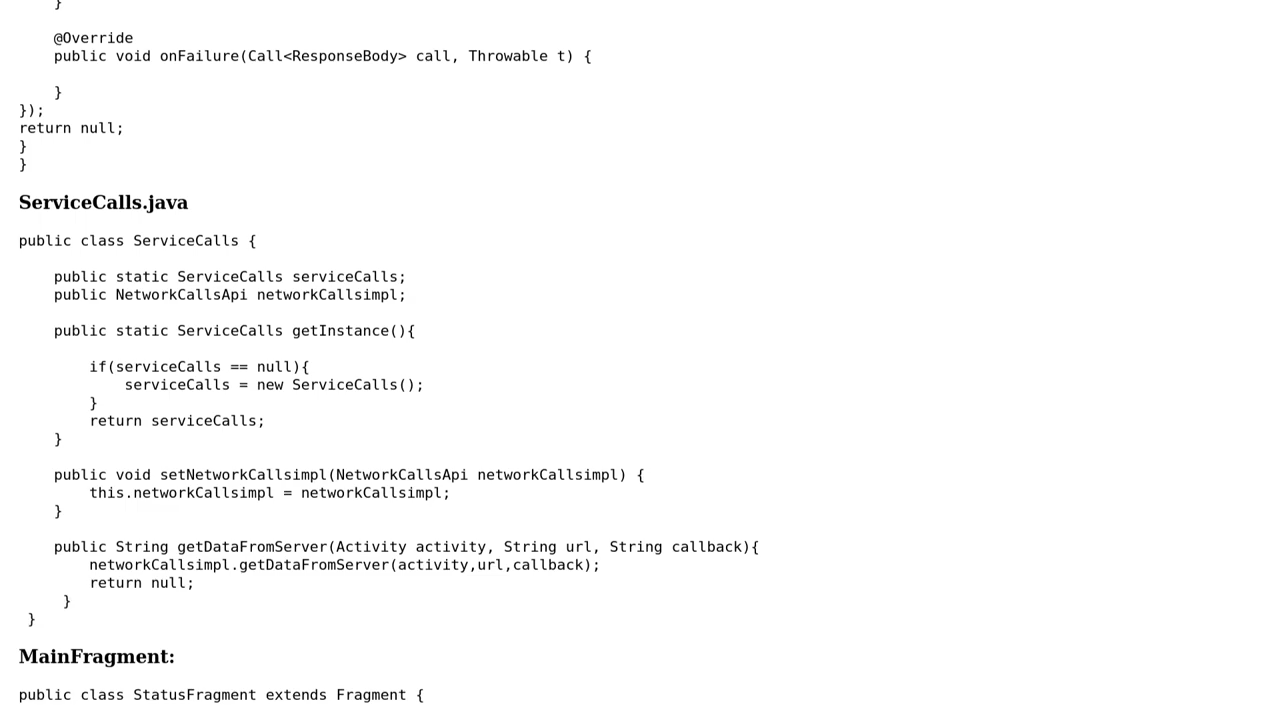 }
    @Override
    public void onFailure(Call<ResponseBody> call, Throwable t) {
    }
});
return null;
}
}
ServiceCalls.java
public class ServiceCalls {
    public static ServiceCalls serviceCalls;
    public NetworkCallsApi networkCallsimpl;
    public static ServiceCalls getInstance(){
        if(serviceCalls == null){
            serviceCalls = new ServiceCalls();
        }
        return serviceCalls;
    }
    public void setNetworkCallsimpl(NetworkCallsApi networkCallsimpl) {
        this.networkCallsimpl = networkCallsimpl;
    }
    public String getDataFromServer(Activity activity, String url, String callback){
        networkCallsimpl.getDataFromServer(activity,url,callback);
        return null;
     }
 }
MainFragment:
public class StatusFragment extends Fragment {